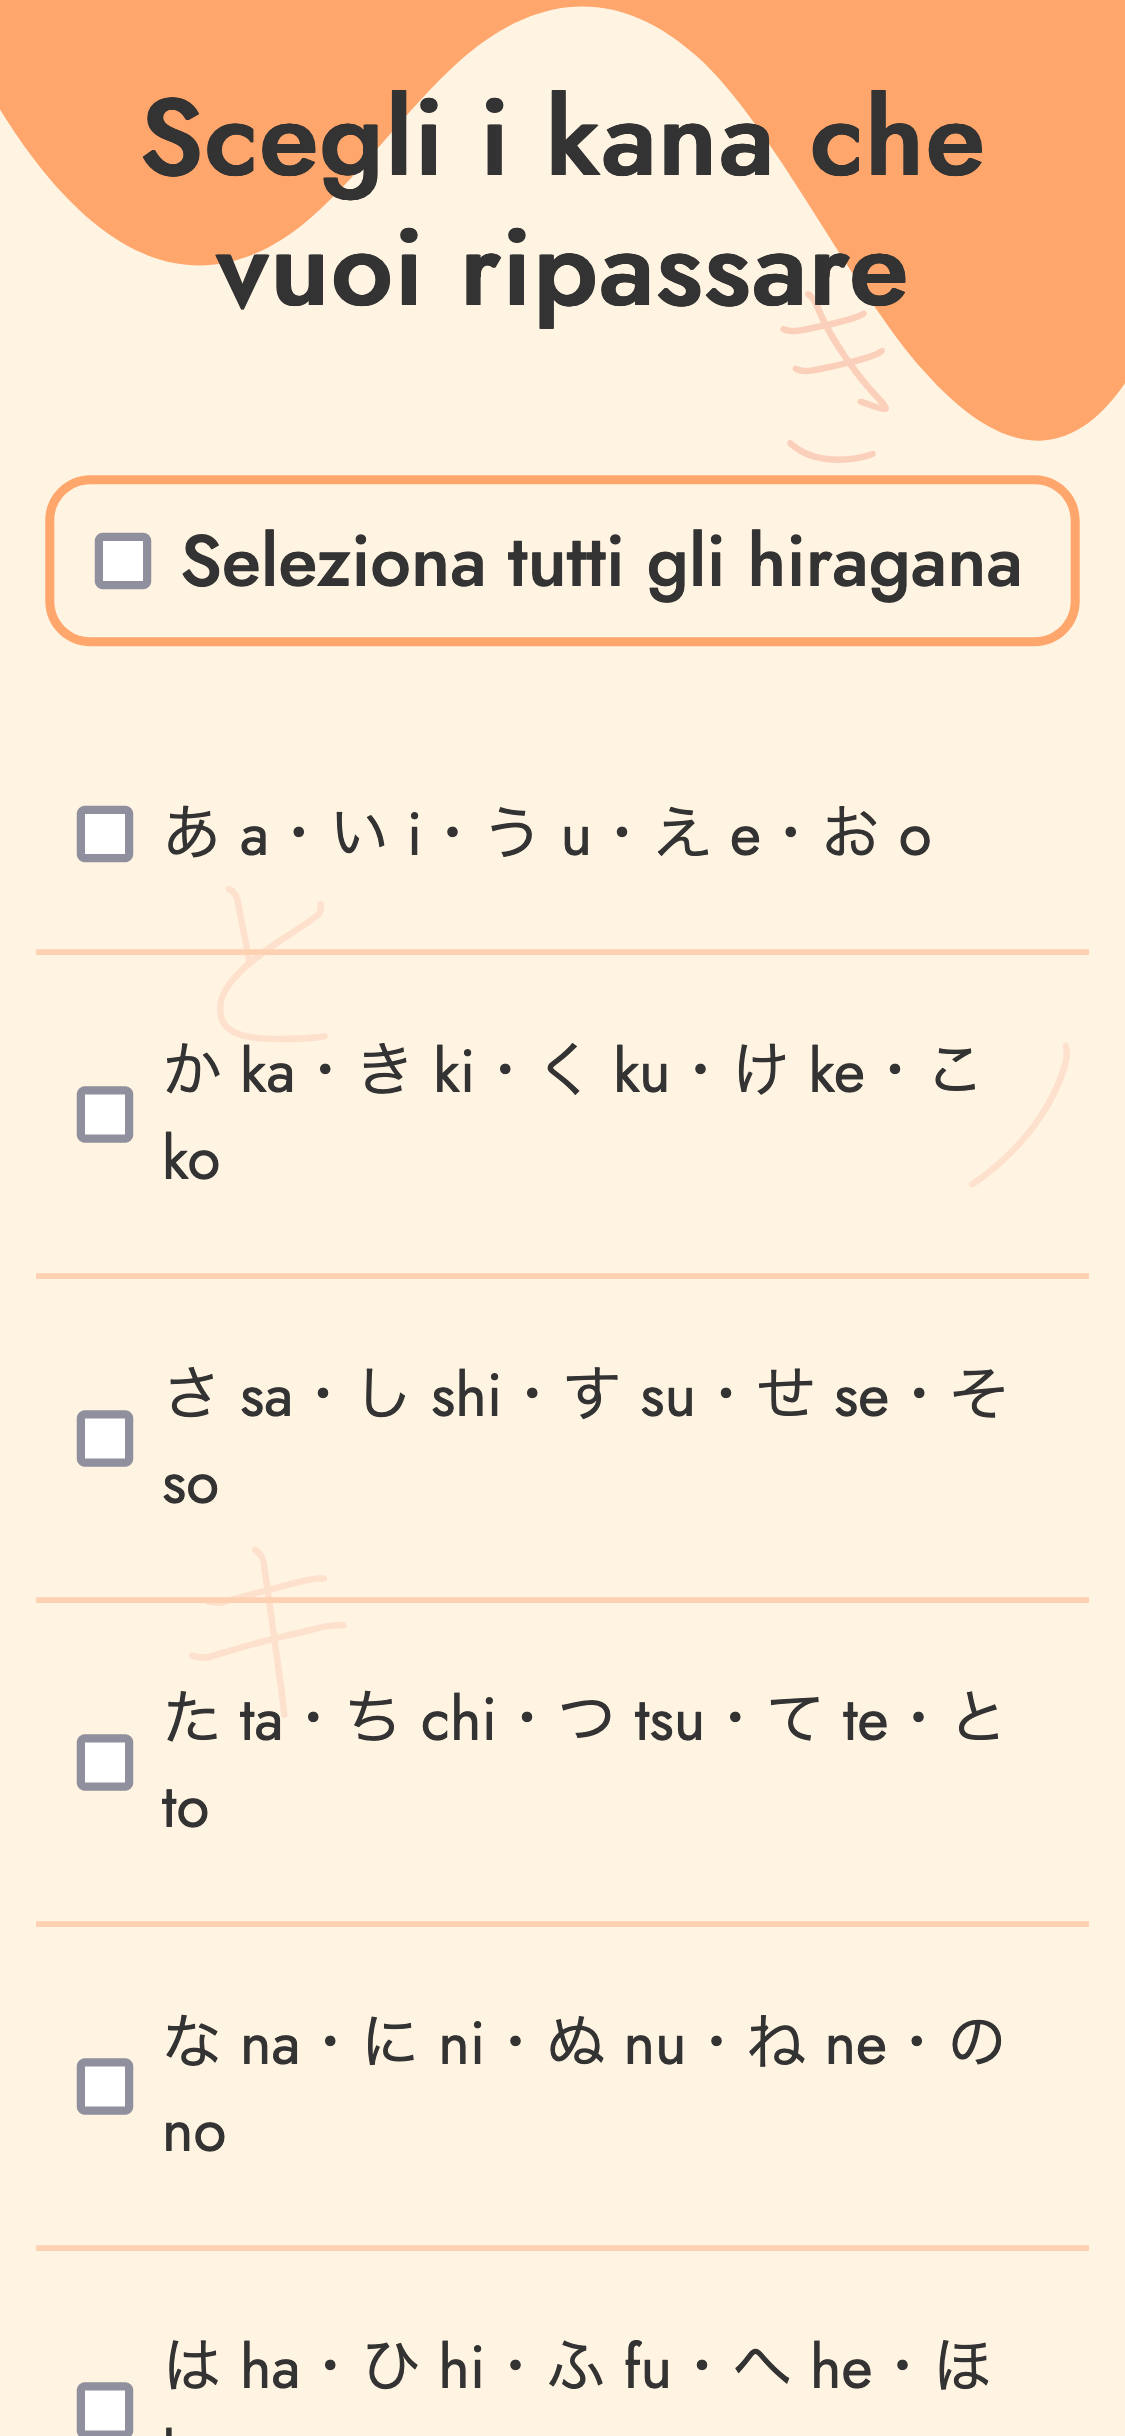 Scegli i kana che
vuoi ripassare
き
Seleziona tutti gli hiragana
あ a・い i・う u・え e・お o
と
か ka・き ki・く ku・け ke・こ
ko
ノ
さ sa・し shi・す su・せ se・そ
so
キ
た ta・ち chi・つ tsu・て te・と
to
な na・に ni・ぬ nu・ね ne・の
no
は ha・ひ hi・ふ fu・へ he・ほ